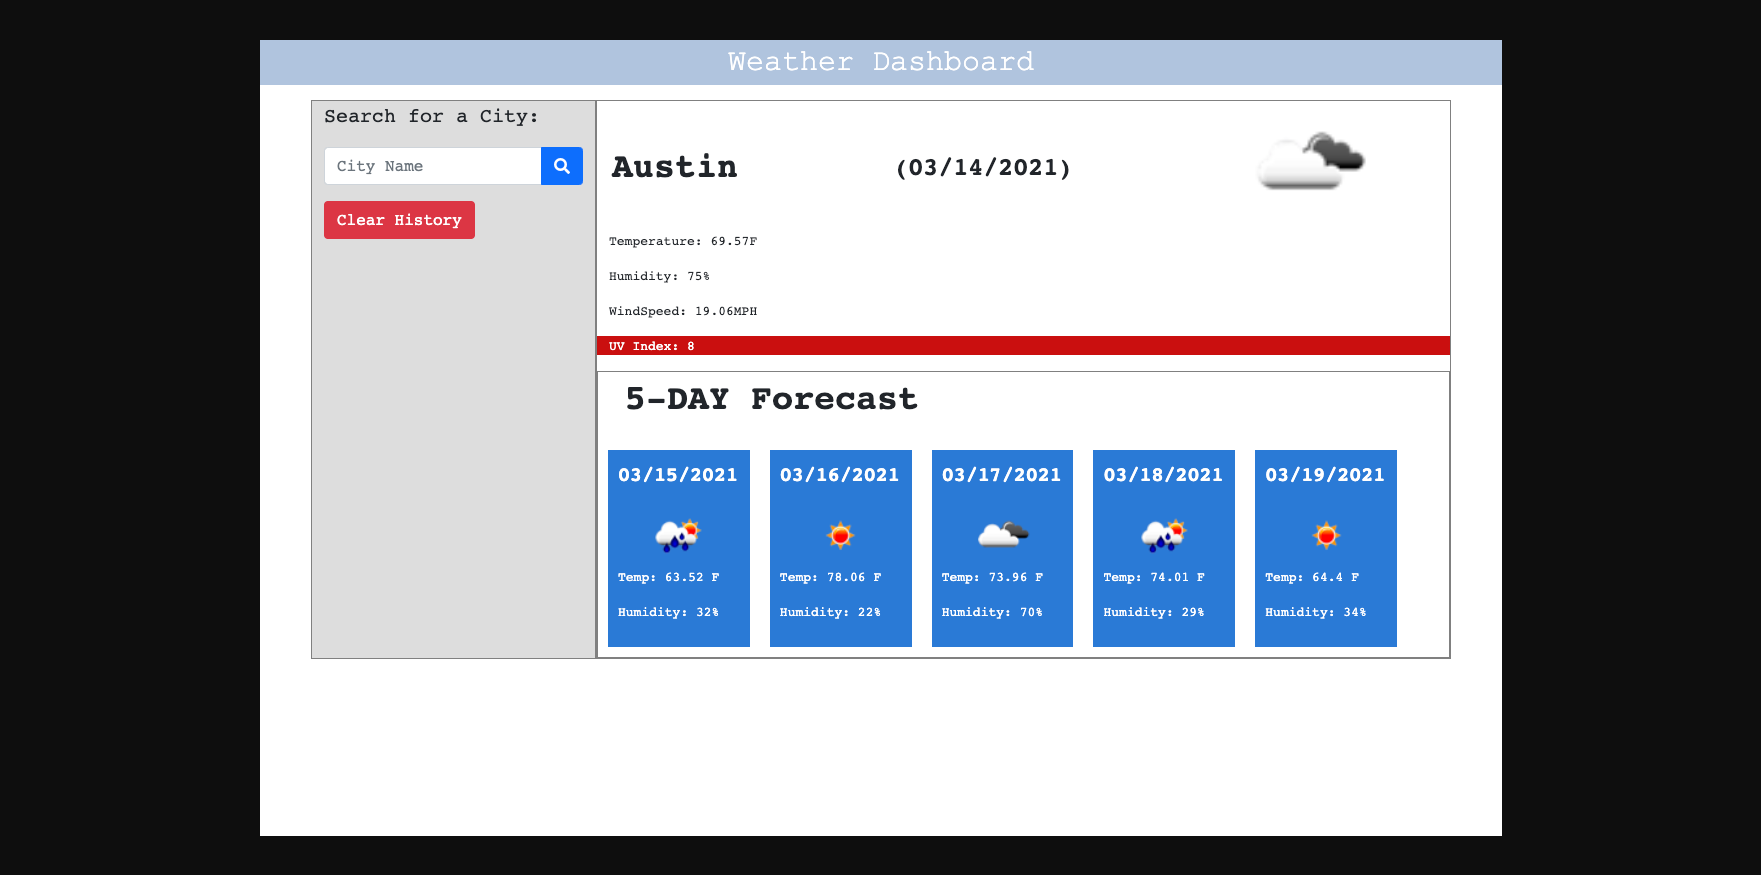 Weather Dashboard
Search for a City:
City Name
Clear History
Austin
(03/14/2021)
Temperature: 69.57F
Humidity: 75%
WindSpeed: 19.06MPH
UV Index: 8
5-DAY Forecast
03/15/2021
Temp: 63.52 F
Humidity: 32%
03/16/2021
Temp: 78.06 F
Humidity: 22%
03/17/2021
Temp: 73.96 F
Humidity: 70%
03/18/2021
Temp: 74.01 F
Humidity: 29%
03/19/2021
Temp: 64.4 F
Humidity: 34%